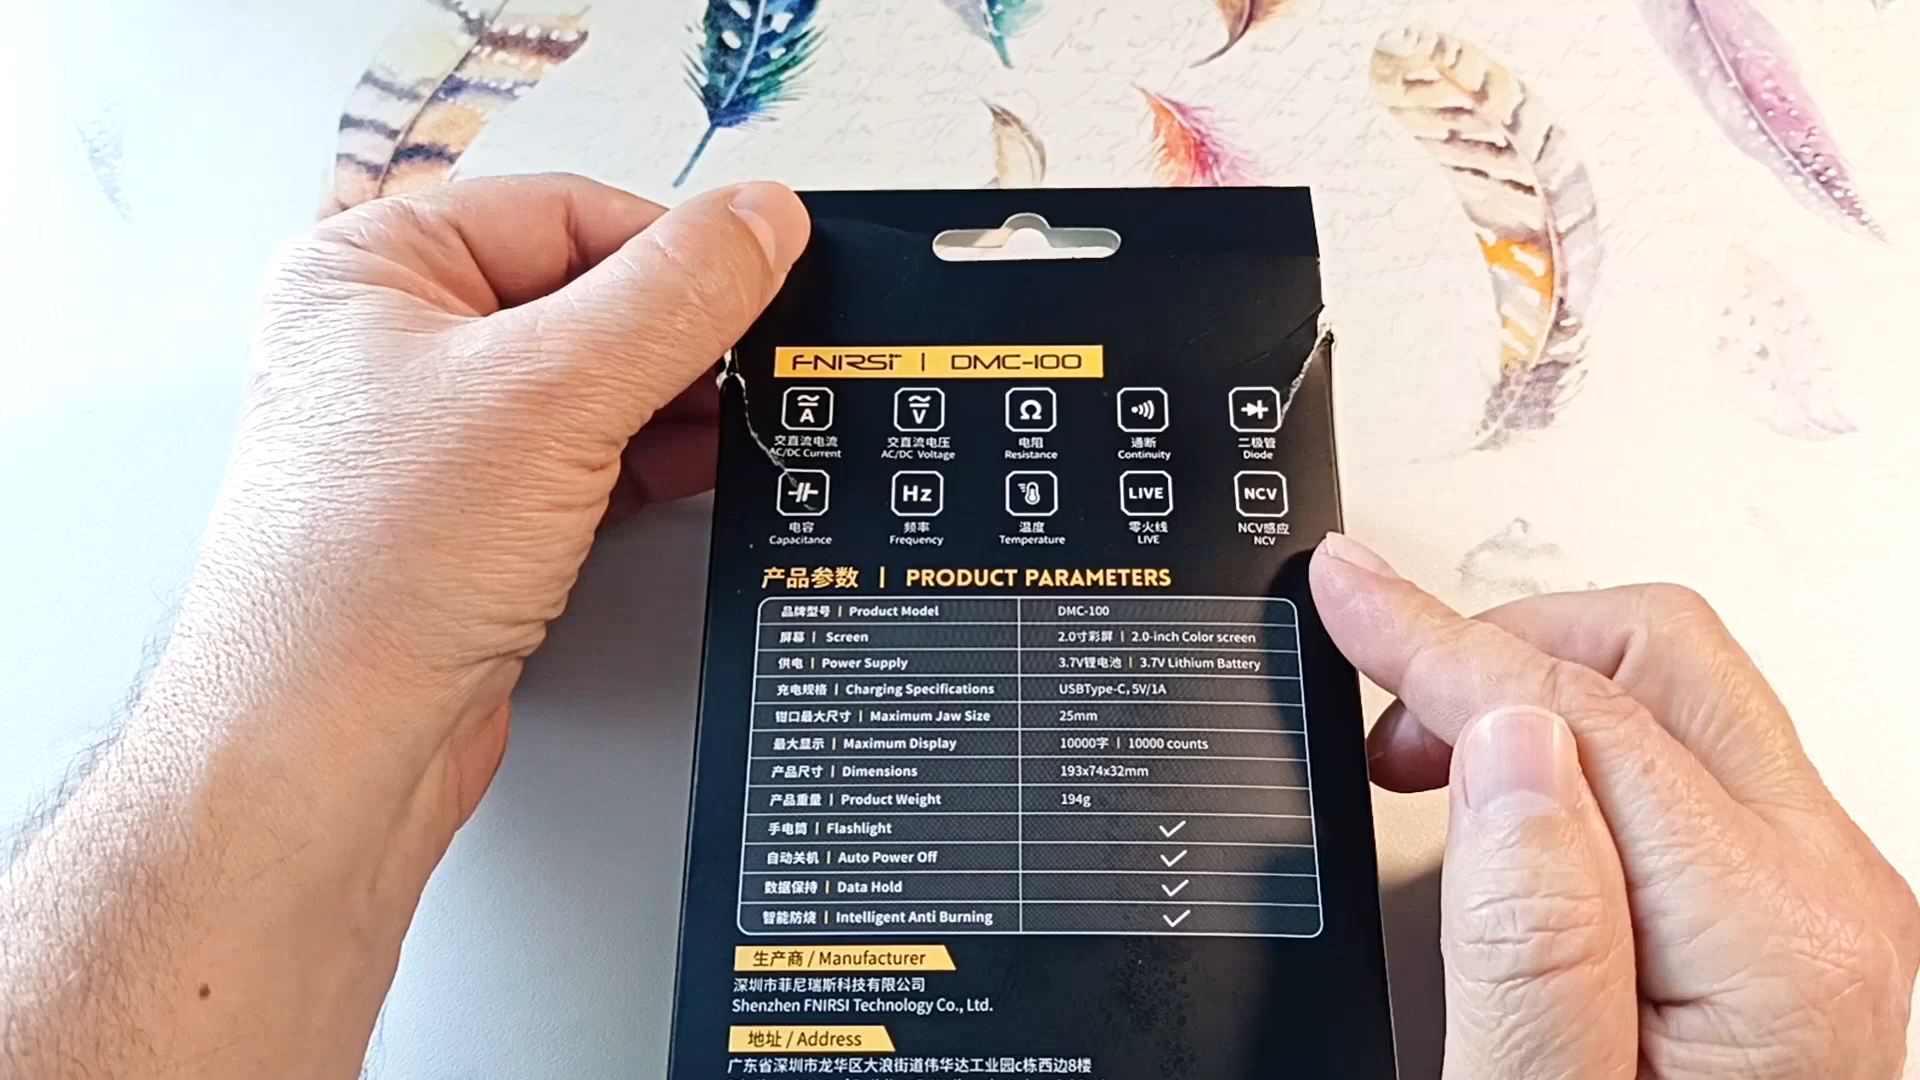 FNIRSI | DMC-100
交直流电流 交直流电压 电阻 通断 二极管
AC/DC Current AC/DC Voltage Resistance Continuity Diode
Hz LIVE NCV
电容 频率 温度 零火线 NCV感应
Capacitance Frequency Temperature LIVE NCV
产品参数 | PRODUCT PARAMETERS
品牌型号 | Product Model DMC-100
屏幕 | Screen 2.0寸彩屏 | 2.0-inch Color screen
供电 | Power Supply 3.7V锂电池 | 3.7V Lithium Battery
充电规格 | Charging Specifications USBType-C, 5V/1A
钳口最大尺寸 | Maximum Jaw Size 25mm
最大显示 | Maximum Display 10000字 | 10000 counts
产品尺寸 | Dimensions 193x74x32mm
产品重量 | Product Weight 194g
手电筒 | Flashlight ✓
自动关机 | Auto Power Off ✓
数据保持 | Data Hold ✓
智能防烧 | Intelligent Anti Burning ✓
生产商 / Manufacturer
深圳市菲尼瑞斯科技有限公司
Shenzhen FNIRSI Technology Co., Ltd.
地址 / Address
广东省深圳市龙华区大浪街道伟华达工业园c栋西边8楼